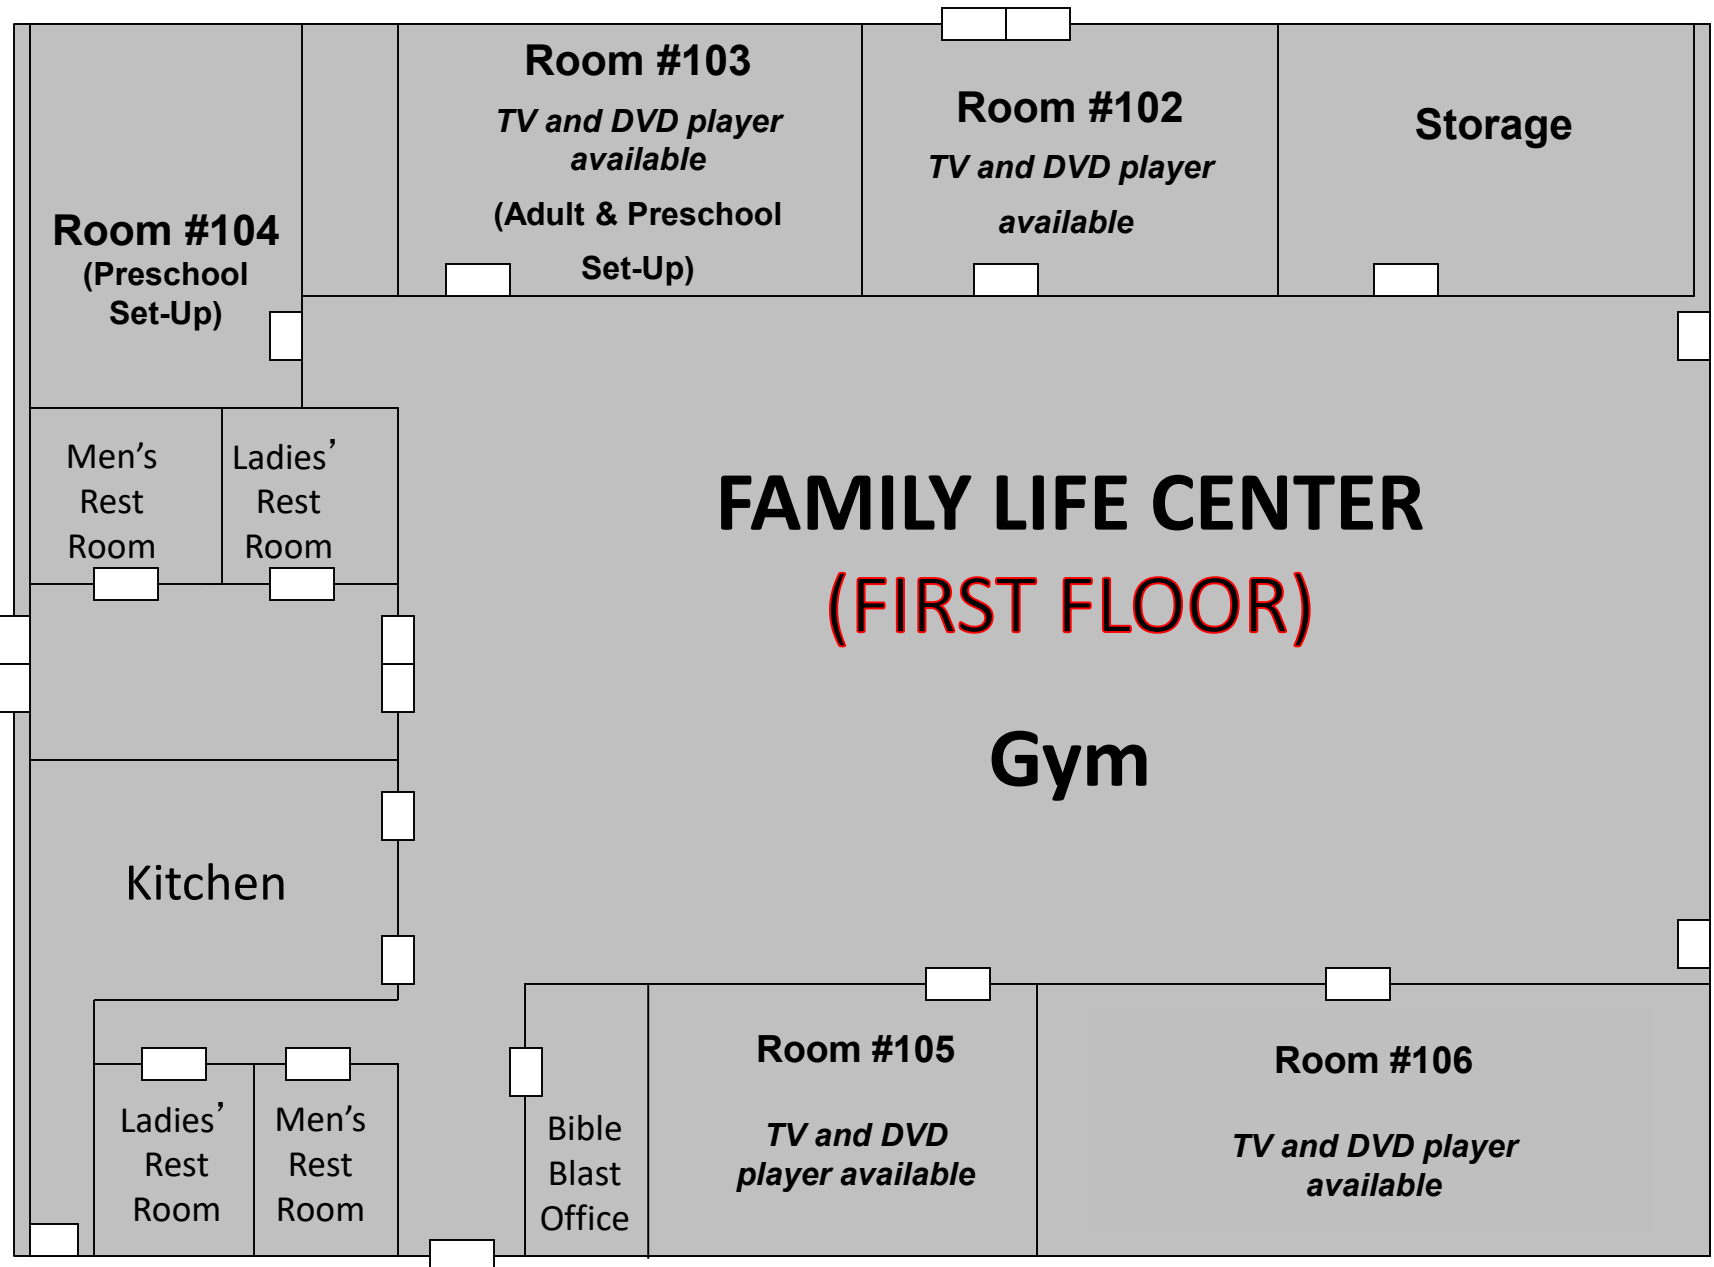 Room #103
TV and DVD player
available
(Adult & Preschool
Set-Up)
Room #102
TV and DVD player
available
Storage
Room #104
(Preschool
Set-Up)
Men’s
Rest
Room
Ladies’
Rest
Room
FAMILY LIFE CENTER
(FIRST FLOOR)
Gym
Kitchen
Ladies’
Rest
Room
Men’s
Rest
Room
Bible
Blast
Office
Room #105
TV and DVD
player available
Room #106
TV and DVD player
available